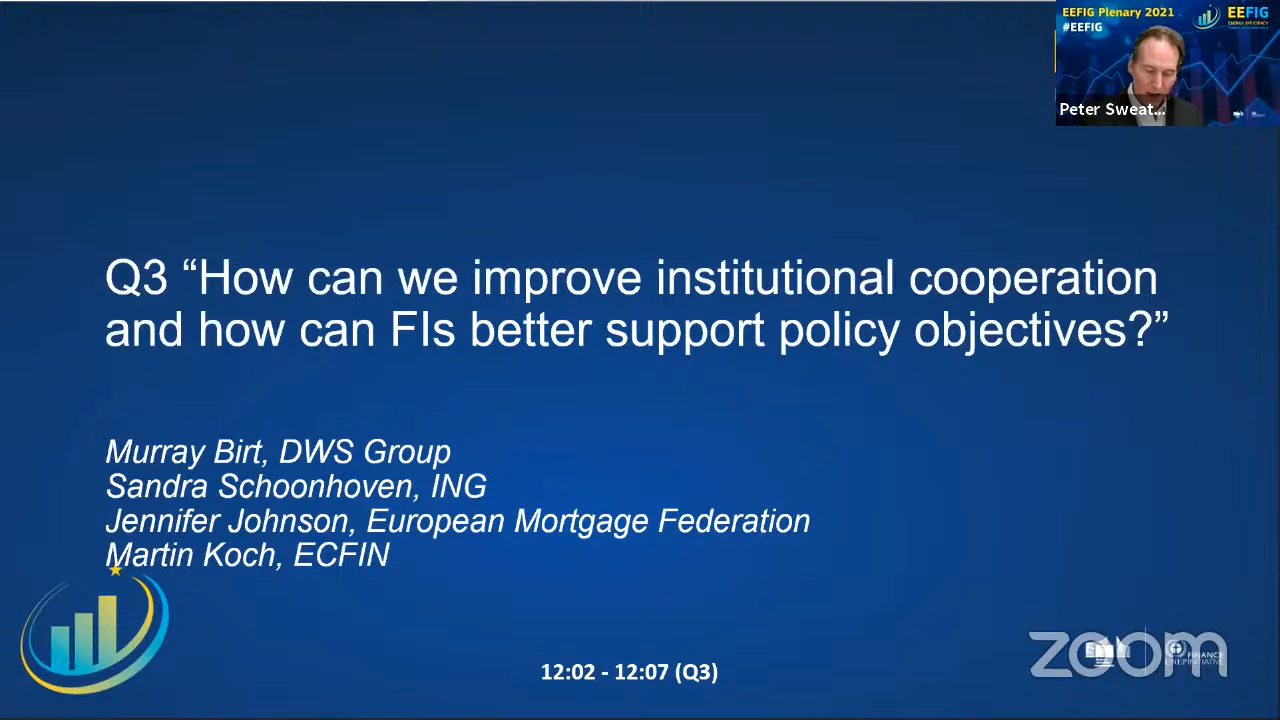 EEFIG Plenary 2021
#EEFIG
EEFIG
Peter Sweat...
Q3 “How can we improve institutional cooperation
and how can FIs better support policy objectives?”
Murray Birt, DWS Group
Sandra Schoonhoven, ING
Jennifer Johnson, European Mortgage Federation
Martin Koch, ECFIN
12:02 - 12:07 (Q3)
zoom
FINANCE
INITIATIVE